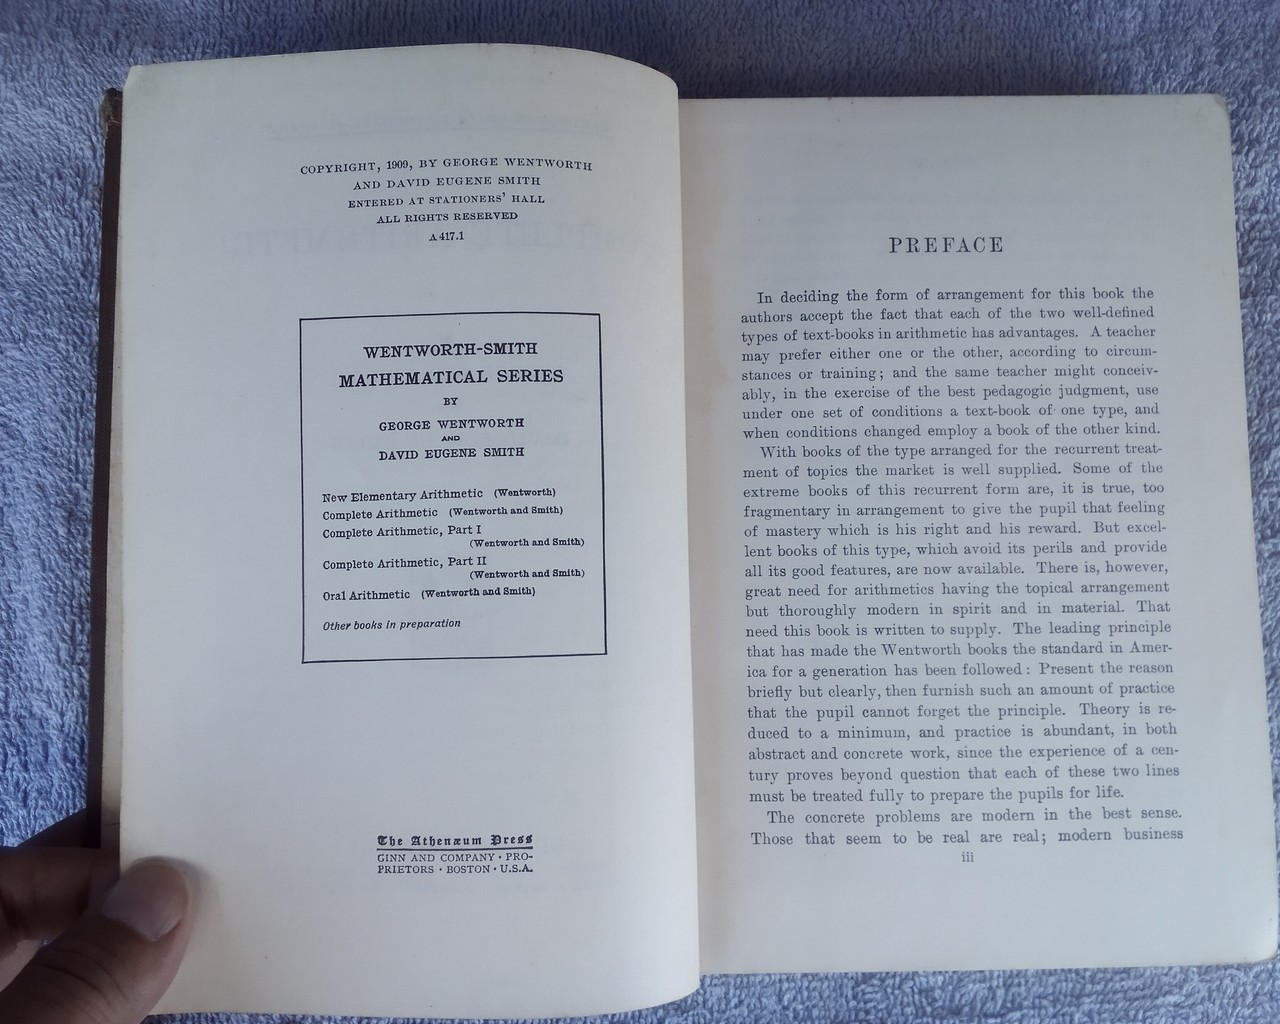 COPYRIGHT, 1909, BY GEORGE WENTWORTH
AND DAVID EUGENE SMITH
ENTERED AT STATIONERS' HALL
ALL RIGHTS RESERVED
A 417.1
WENTWORTH-SMITH
MATHEMATICAL SERIES
BY
GEORGE WENTWORTH
AND
DAVID EUGENE SMITH
New Elementary Arithmetic (Wentworth)
Complete Arithmetic (Wentworth and Smith)
Complete Arithmetic, Part I
(Wentworth and Smith)
Complete Arithmetic, Part II
(Wentworth and Smith)
Oral Arithmetic (Wentworth and Smith)
Other books in preparation
The Athenæum Press
GINN AND COMPANY · PRO-
PRIETORS · BOSTON · U.S.A.
PREFACE
In deciding the form of arrangement for this book the
authors accept the fact that each of the two well-defined
types of text-books in arithmetic has advantages. A teacher
may prefer either one or the other, according to circum-
stances or training; and the same teacher might conceiv-
ably, in the exercise of the best pedagogic judgment, use
under one set of conditions a text-book of one type, and
when conditions changed employ a book of the other kind.
With books of the type arranged for the recurrent treat-
ment of topics the market is well supplied. Some of the
extreme books of this recurrent form are, it is true, too
fragmentary in arrangement to give the pupil that feeling
of mastery which is his right and his reward. But excel-
lent books of this type, which avoid its perils and provide
all its good features, are now available. There is, however,
great need for arithmetics having the topical arrangement
but thoroughly modern in spirit and in material. That
need this book is written to supply. The leading principle
that has made the Wentworth books the standard in Amer-
ica for a generation has been followed: Present the reason
briefly but clearly, then furnish such an amount of practice
that the pupil cannot forget the principle. Theory is re-
duced to a minimum, and practice is abundant, in both
abstract and concrete work, since the experience of a cen-
tury proves beyond question that each of these two lines
must be treated fully to prepare the pupils for life.
The concrete problems are modern in the best sense.
Those that seem to be real are real; modern business
iii